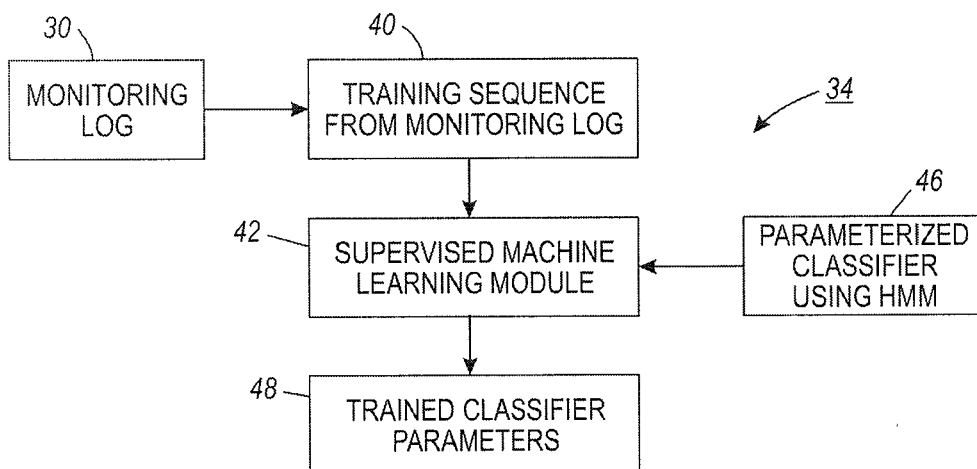 30
MONITORING
LOG
40
TRAINING SEQUENCE
FROM MONITORING LOG
34
42
SUPERVISED MACHINE
LEARNING MODULE
46
PARAMETERIZED
CLASSIFIER
USING HMM
48
TRAINED CLASSIFIER
PARAMETERS